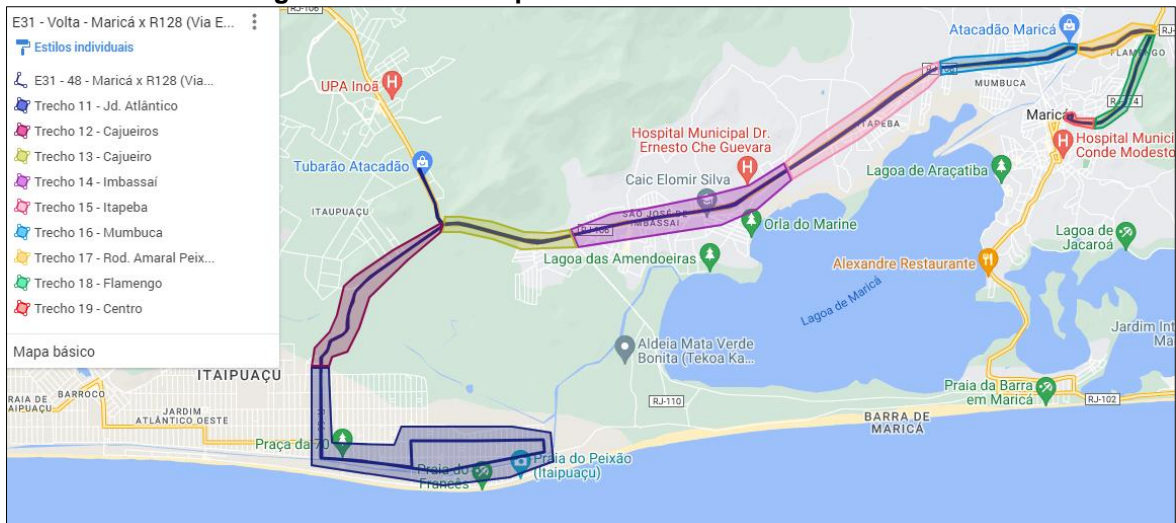 E31 - Volta - Maricá x R128 (Via E...
Estilos individuais
E31 - 48 - Maricá x R128 (Via...
Trecho 11 - Jd. Atlântico
Trecho 12 - Cajueiros
Trecho 13 - Cajueiro
Trecho 14 - Imbassaí
Trecho 15 - Itapeba
Trecho 16 - Mumbuca
Trecho 17 - Rod. Amaral Peix...
Trecho 18 - Flamengo
Trecho 19 - Centro
Mapa básico
Atacadão Maricá
FLAMENGO
UPA Inoã
MUMBUCA
Maricá
Hospital Municipal Dr.
Ernesto Che Guevara
Hospital Munici
Conde Modesto
Tubarão Atacadão
Caic Elomir Silva
Lagoa de Araçatiba
ITAUPUAÇU
SÃO JOSÉ DE
IMBASSAÍ
Orla do Marine
Lagoa de
Jacaroá
Lagoa das Amendoeiras
Alexandre Restaurante
Lagoa de Maricá
Jardim Int
Ma
Aldeia Mata Verde
Bonita (Tekoa Ka...
ITAIPUAÇU
BARROCO
RAIA DE
AIPUAÇU
JARDIM
ATLÂNTICO OESTE
RJ-110
Praia da Barra
em Maricá
RJ-102
BARRA DE
MARICÁ
Praça da 70
Praia do
Francês
Praia do Peixão
(Itaipuaçu)